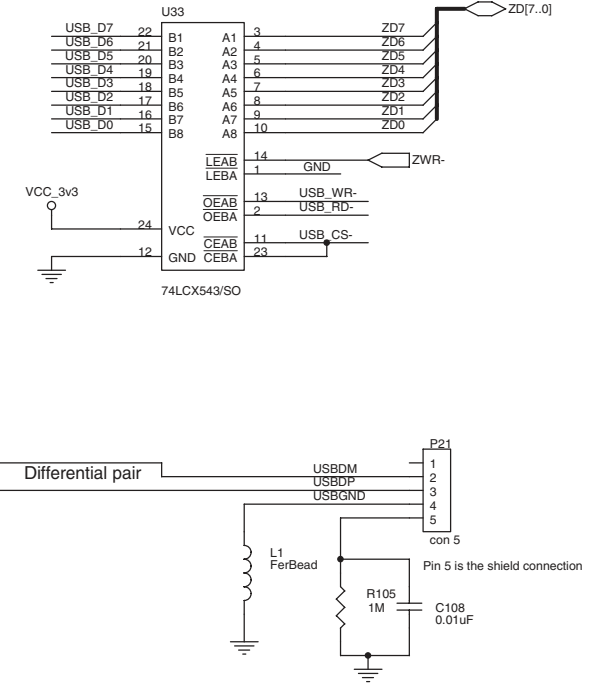 U33
ZD[7..0]
USB_D7 22 B1 A1 3 ZD7
USB_D6 21 B2 A2 4 ZD6
USB_D5 20 B3 A3 5 ZD5
USB_D4 19 B4 A4 6 ZD4
USB_D3 18 B5 A5 7 ZD3
USB_D2 17 B6 A6 8 ZD2
USB_D1 16 B7 A7 9 ZD1
USB_D0 15 B8 A8 10 ZD0
LEAB 14 ZWR-
LEBA 1 GND
VCC_3v3
OEAB 13 USB_WR-
OEBA 2 USB_RD-
24 VCC
CEAB 11 USB_CS-
12 GND CEBA 23
74LCX543/SO
P21
Differential pair
1
USBDM 2
USBDP 3
USBGND 4
5
con 5
L1
FerBead
Pin 5 is the shield connection
R105
1M
C108
0.01uF